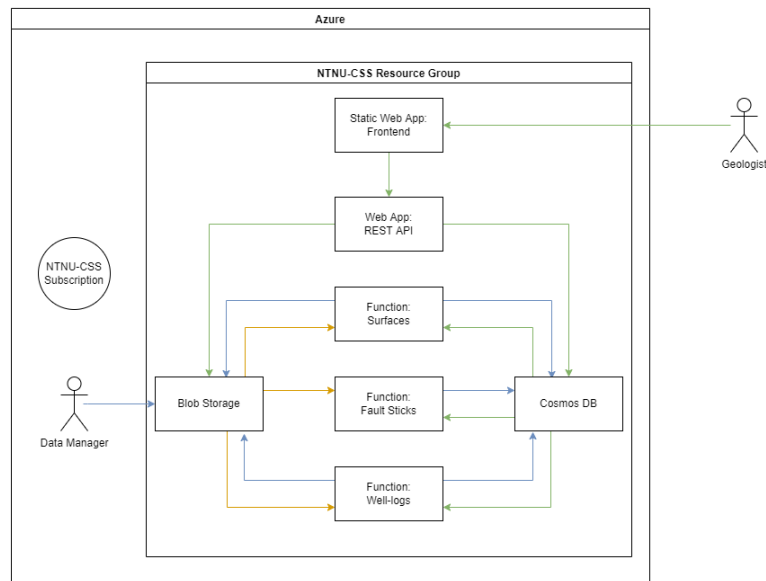 Azure
NTNU-CSS Resource Group
Static Web App:
Frontend
Geologist
Web App:
REST API
NTNU-CSS
Subscription
Function:
Surfaces
Blob Storage
Function:
Fault Sticks
Cosmos DB
Data Manager
Function:
Well-logs